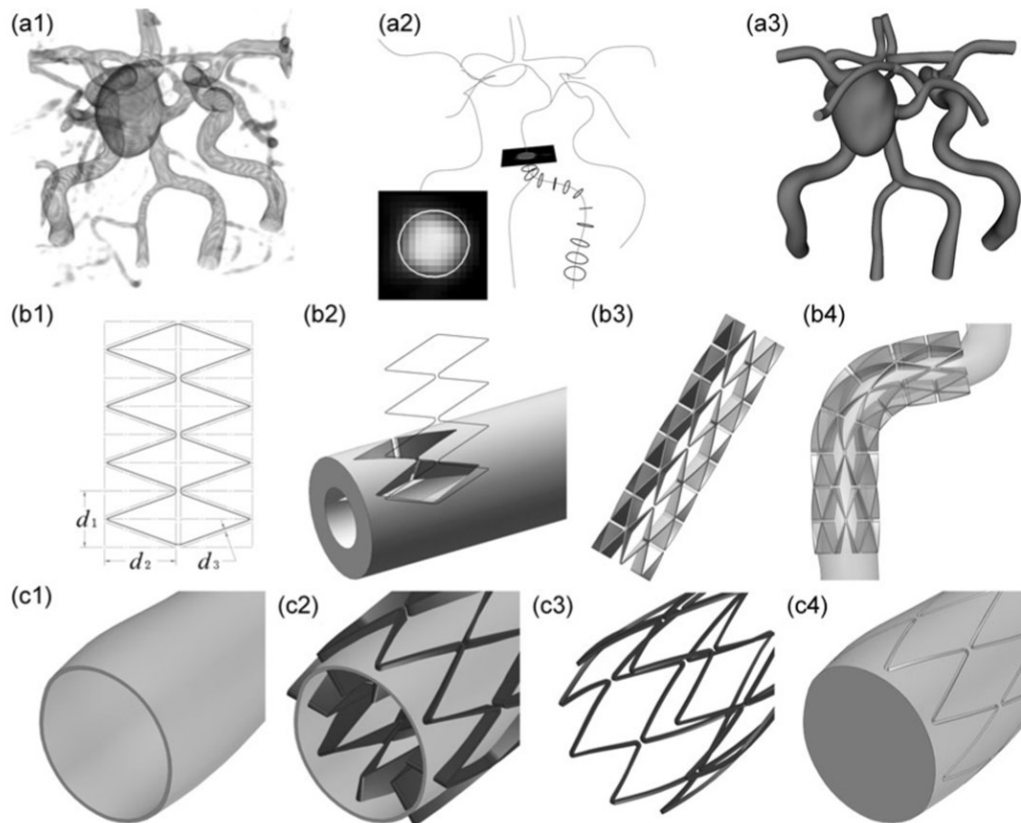 (a1) (a2) (a3)
(b1) (b2) (b3) (b4)
d1
d2 d3
(c1) (c2) (c3) (c4)